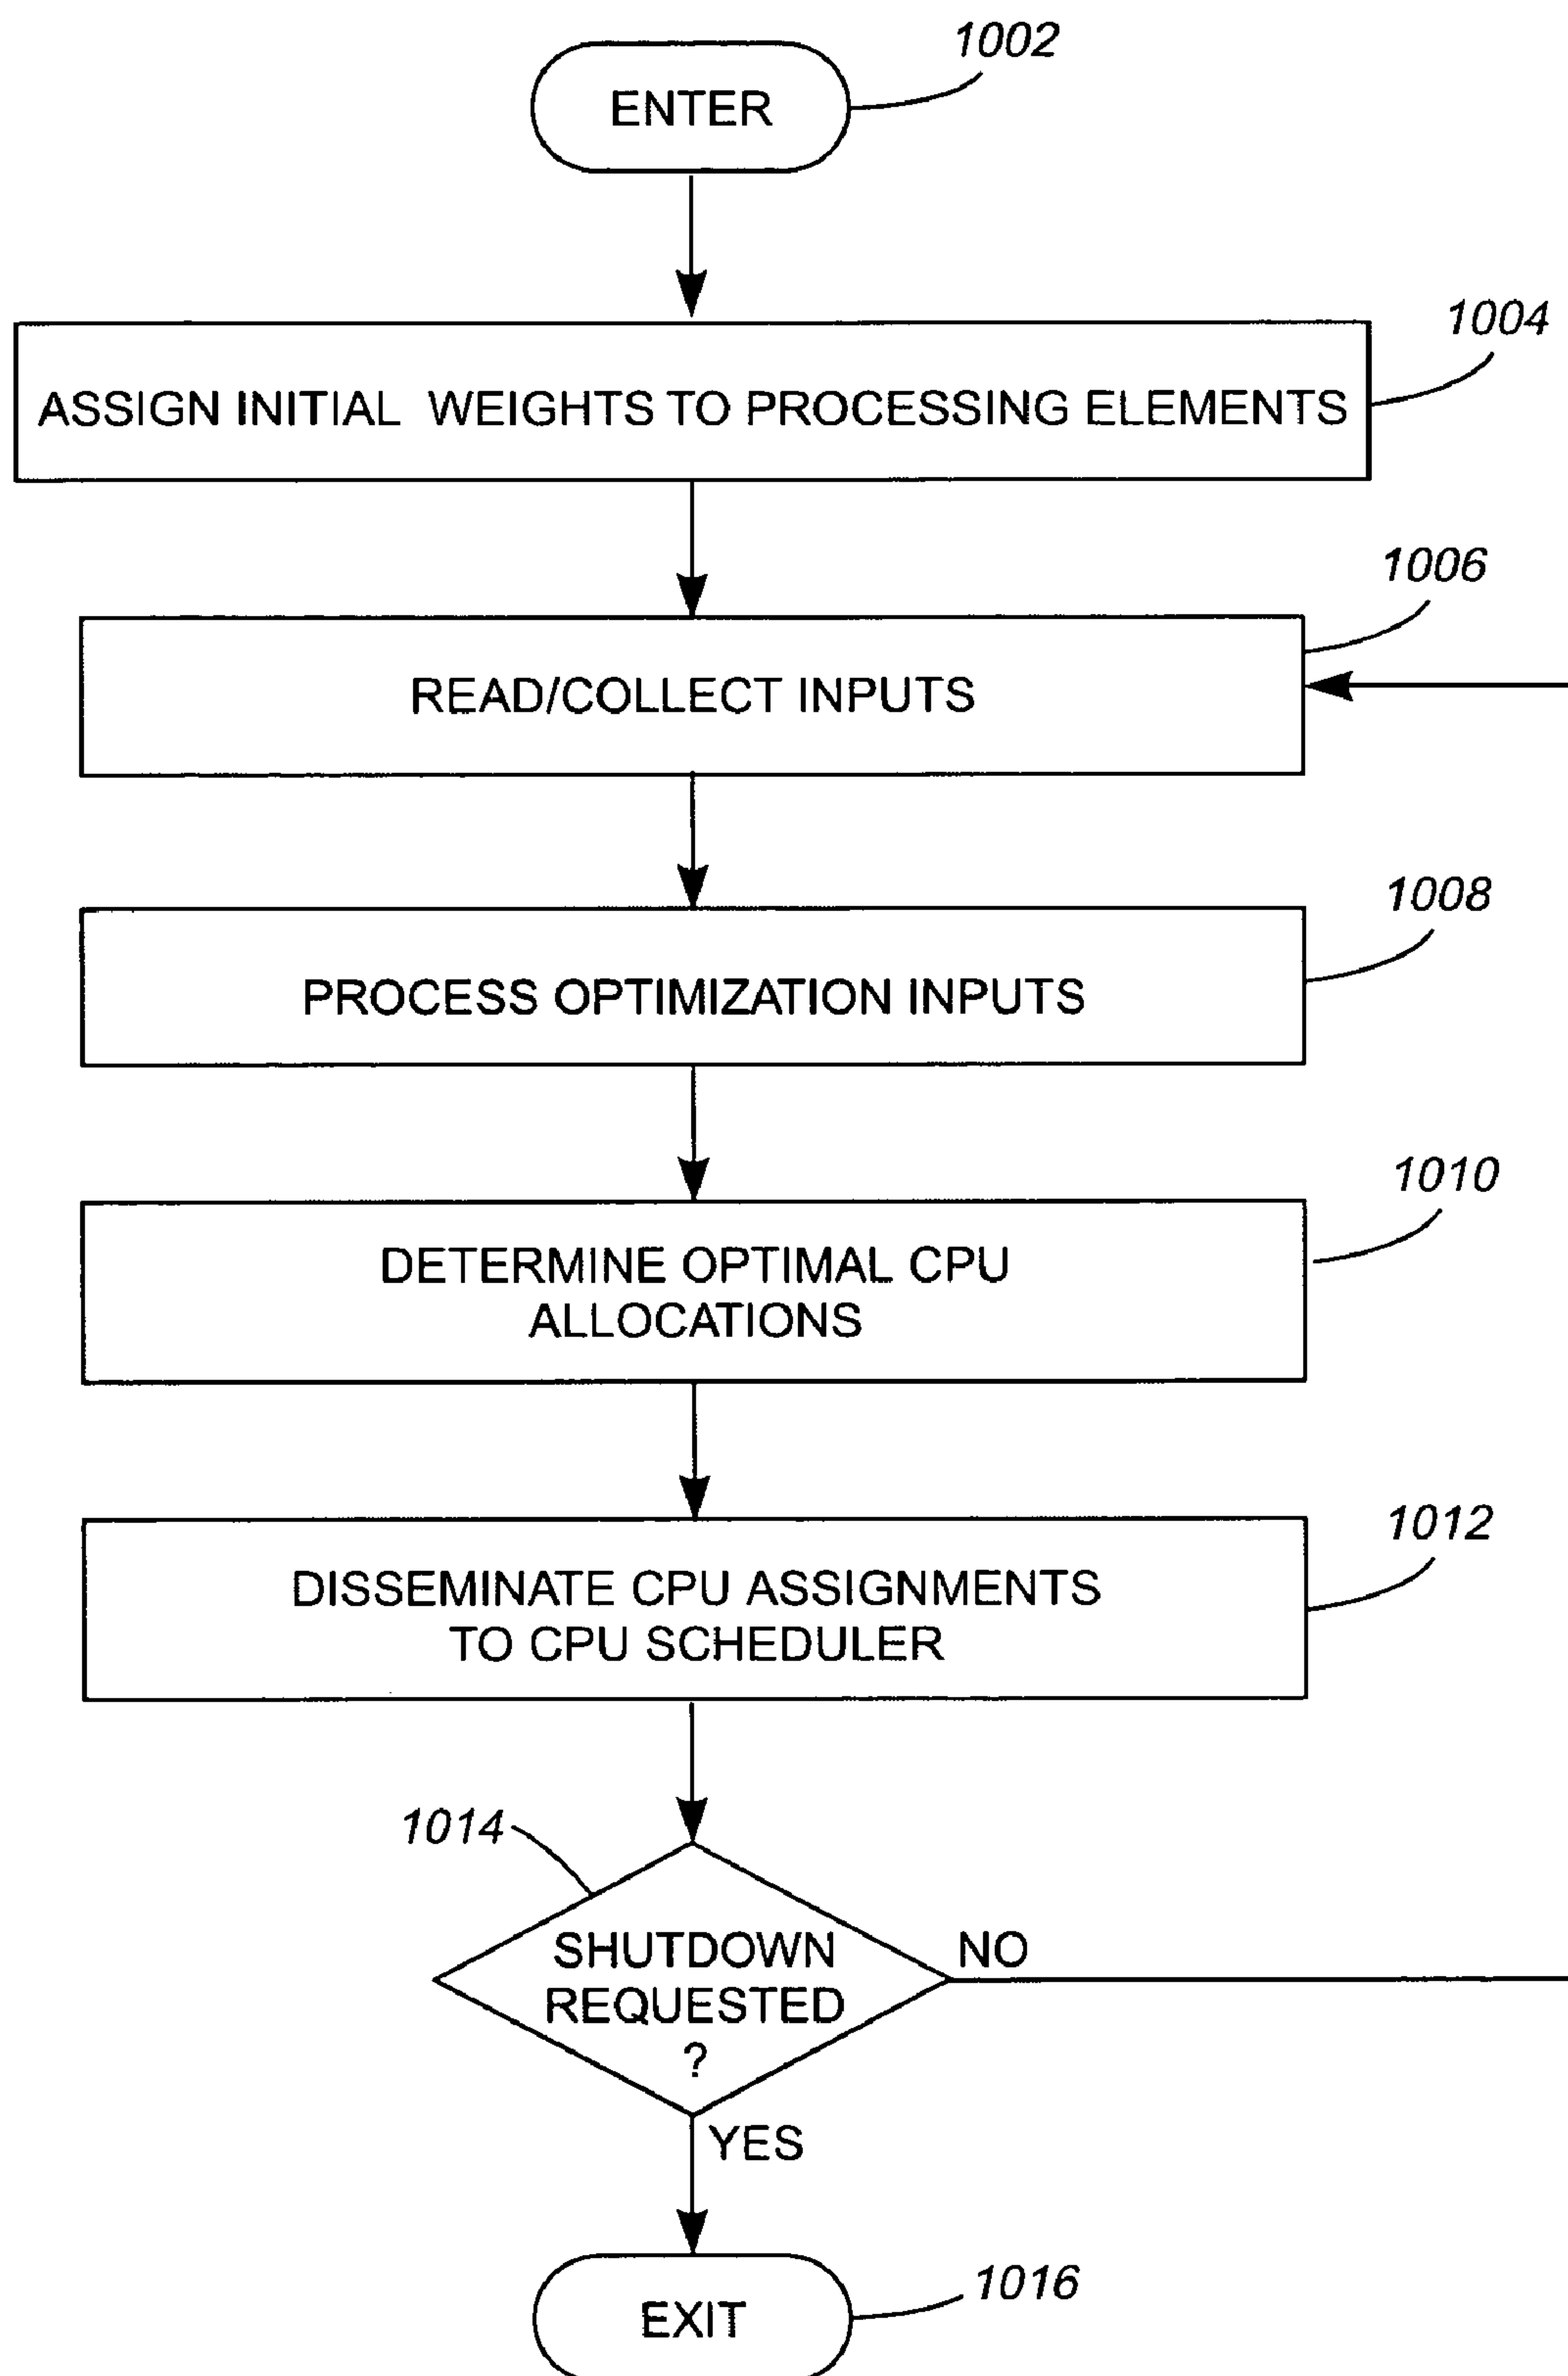 1002
ENTER
1004
ASSIGN INITIAL WEIGHTS TO PROCESSING ELEMENTS
1006
READ/COLLECT INPUTS
1008
PROCESS OPTIMIZATION INPUTS
1010
DETERMINE OPTIMAL CPU
ALLOCATIONS
1012
DISSEMINATE CPU ASSIGNMENTS
TO CPU SCHEDULER
1014
SHUTDOWN
REQUESTED
?
NO
YES
1016
EXIT